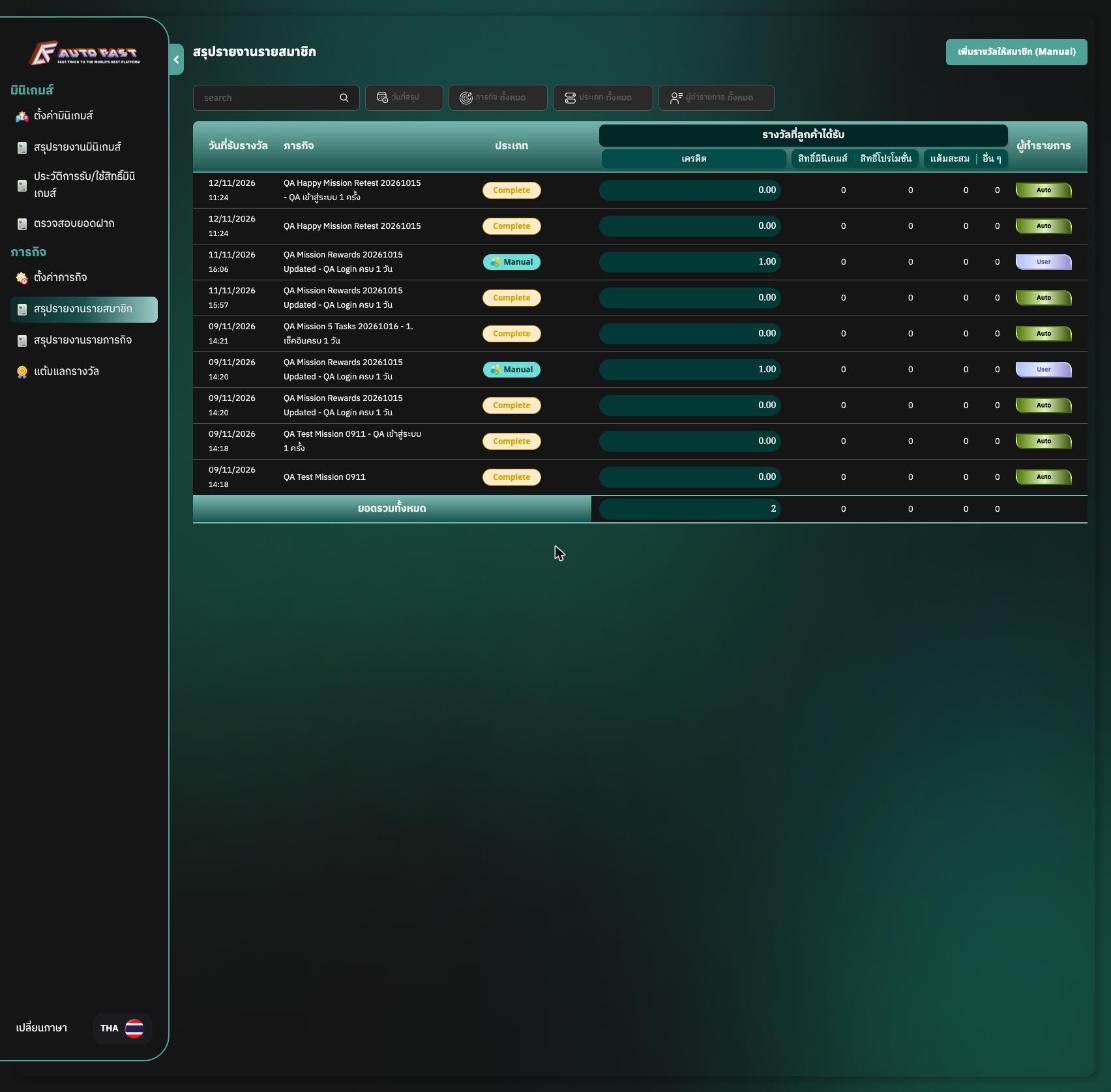 AUTO FAST
FAST TRACK TO THE WORLD'S BEST PLATFORM
มินิเกมส์
ตั้งค่ามินิเกมส์
สรุปรายงานมินิเกมส์
ประวัติการรับ/ใช้สิทธิ์มินิ
เกมส์
ตรวจสอบยอดฝาก
ภารกิจ
ตั้งค่าภารกิจ
สรุปรายงานรายสมาชิก
สรุปรายงานรายภารกิจ
แต้มแลกรางวัล
เปลี่ยนภาษา THA
สรุปรายงานรายสมาชิก
เพิ่มรางวัลให้สมาชิก (Manual)
search วันที่สรุป ภารกิจ ทั้งหมด ประเภท ทั้งหมด ผู้ทำรายการ ทั้งหมด
วันที่รับรางวัล ภารกิจ ประเภท รางวัลที่ลูกค้าได้รับ ผู้ทำรายการ
เครดิต สิทธิ์มินิเกมส์ สิทธิ์โปรโมชั่น แต้มสะสม อื่น ๆ
12/11/2026 QA Happy Mission Retest 20261015
11:24 - QA เข้าสู่ระบบ 1 ครั้ง Complete 0.00 0 0 0 0 Auto
12/11/2026
11:24 QA Happy Mission Retest 20261015 Complete 0.00 0 0 0 0 Auto
11/11/2026 QA Mission Rewards 20261015
16:06 Updated - QA Login ครบ 1 วัน Manual 1.00 0 0 0 0 User
11/11/2026 QA Mission Rewards 20261015
15:57 Updated - QA Login ครบ 1 วัน Complete 0.00 0 0 0 0 Auto
09/11/2026 QA Mission 5 Tasks 20261016 - 1.
14:21 เช็คอินครบ 1 วัน Complete 0.00 0 0 0 0 Auto
09/11/2026 QA Mission Rewards 20261015
14:20 Updated - QA Login ครบ 1 วัน Manual 1.00 0 0 0 0 User
09/11/2026 QA Mission Rewards 20261015
14:20 Updated - QA Login ครบ 1 วัน Complete 0.00 0 0 0 0 Auto
09/11/2026 QA Test Mission 0911 - QA เข้าสู่ระบบ
14:18 1 ครั้ง Complete 0.00 0 0 0 0 Auto
09/11/2026
14:18 QA Test Mission 0911 Complete 0.00 0 0 0 0 Auto
ยอดรวมทั้งหมด 2 0 0 0 0